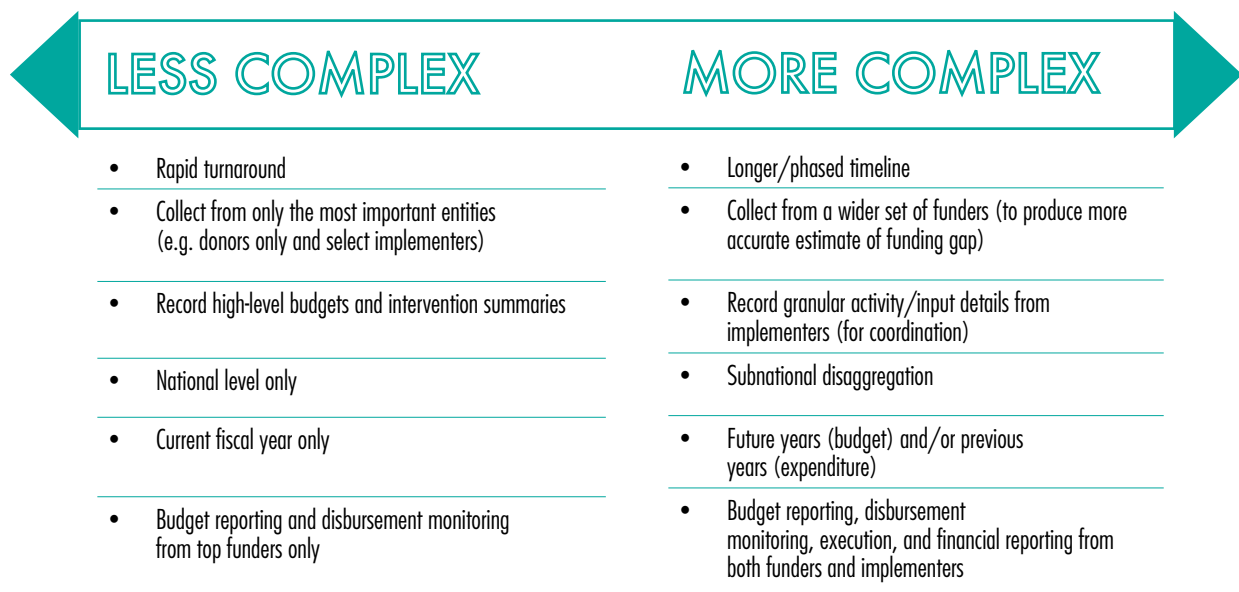 LESS COMPLEX
MORE COMPLEX
• Rapid turnaround
• Collect from only the most important entities
(e.g. donors only and select implementers)
• Record high-level budgets and intervention summaries
• National level only
• Current fiscal year only
• Budget reporting and disbursement monitoring
from top funders only
• Longer/phased timeline
• Collect from a wider set of funders (to produce more
accurate estimate of funding gap)
• Record granular activity/input details from
implementers (for coordination)
• Subnational disaggregation
• Future years (budget) and/or previous
years (expenditure)
• Budget reporting, disbursement
monitoring, execution, and financial reporting from
both funders and implementers